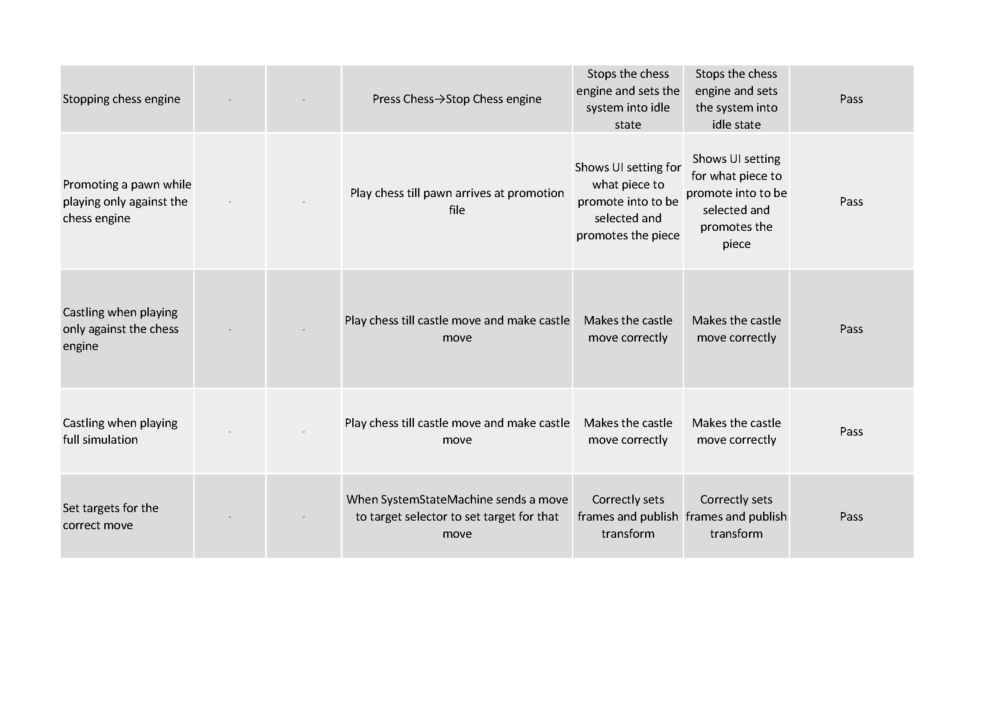 Stopping chess engine
-
-
Press Chess→Stop Chess engine
Stops the chess
engine and sets the
system into idle
state
Stops the chess
engine and sets
the system into
idle state
Pass
Promoting a pawn while
playing only against the
chess engine
-
-
Play chess till pawn arrives at promotion
file
Shows UI setting for
what piece to
promote into to be
selected and
promotes the piece
Shows UI setting
for what piece to
promote into to be
selected and
promotes the
piece
Pass
Castling when playing
only against the chess
engine
-
-
Play chess till castle move and make castle
move
Makes the castle
move correctly
Makes the castle
move correctly
Pass
Castling when playing
full simulation
-
-
Play chess till castle move and make castle
move
Makes the castle
move correctly
Makes the castle
move correctly
Pass
Set targets for the
correct move
-
-
When SystemStateMachine sends a move
to target selector to set target for that
move
Correctly sets
frames and publish
transform
Correctly sets
frames and publish
transform
Pass